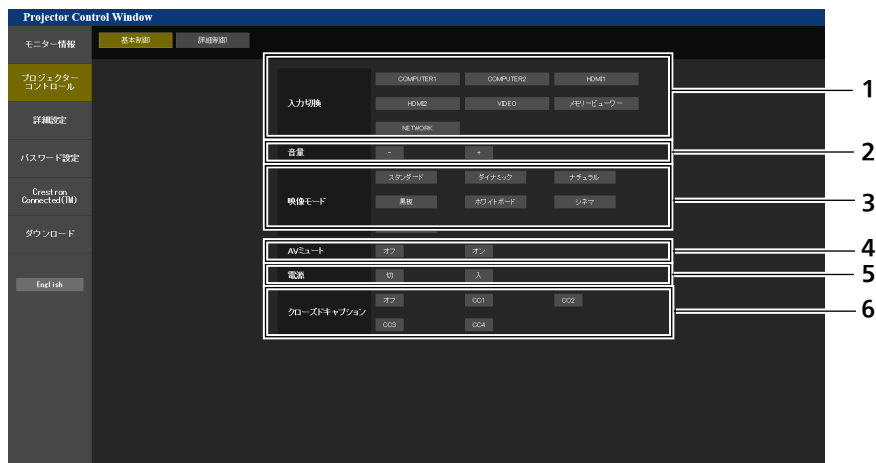 Projector Control Window
モニター情報
基本制御 詳細制御
プロジェクター
コントロール
詳細設定
パスワード設定
Crestron
Connected(TM)
ダウンロード
English
入力切換 COMPUTER1 COMPUTER2 HDMI1
HDMI2 VIDEO メモリービューワー
NETWORK
1
音量 - +
2
映像モード スタンダード ダイナミック ナチュラル
黒板 ホワイトボード シネマ
3
AVミュート オフ オン
4
電源 切 入
5
クローズドキャプション オフ CC1 CC2
CC3 CC4
6